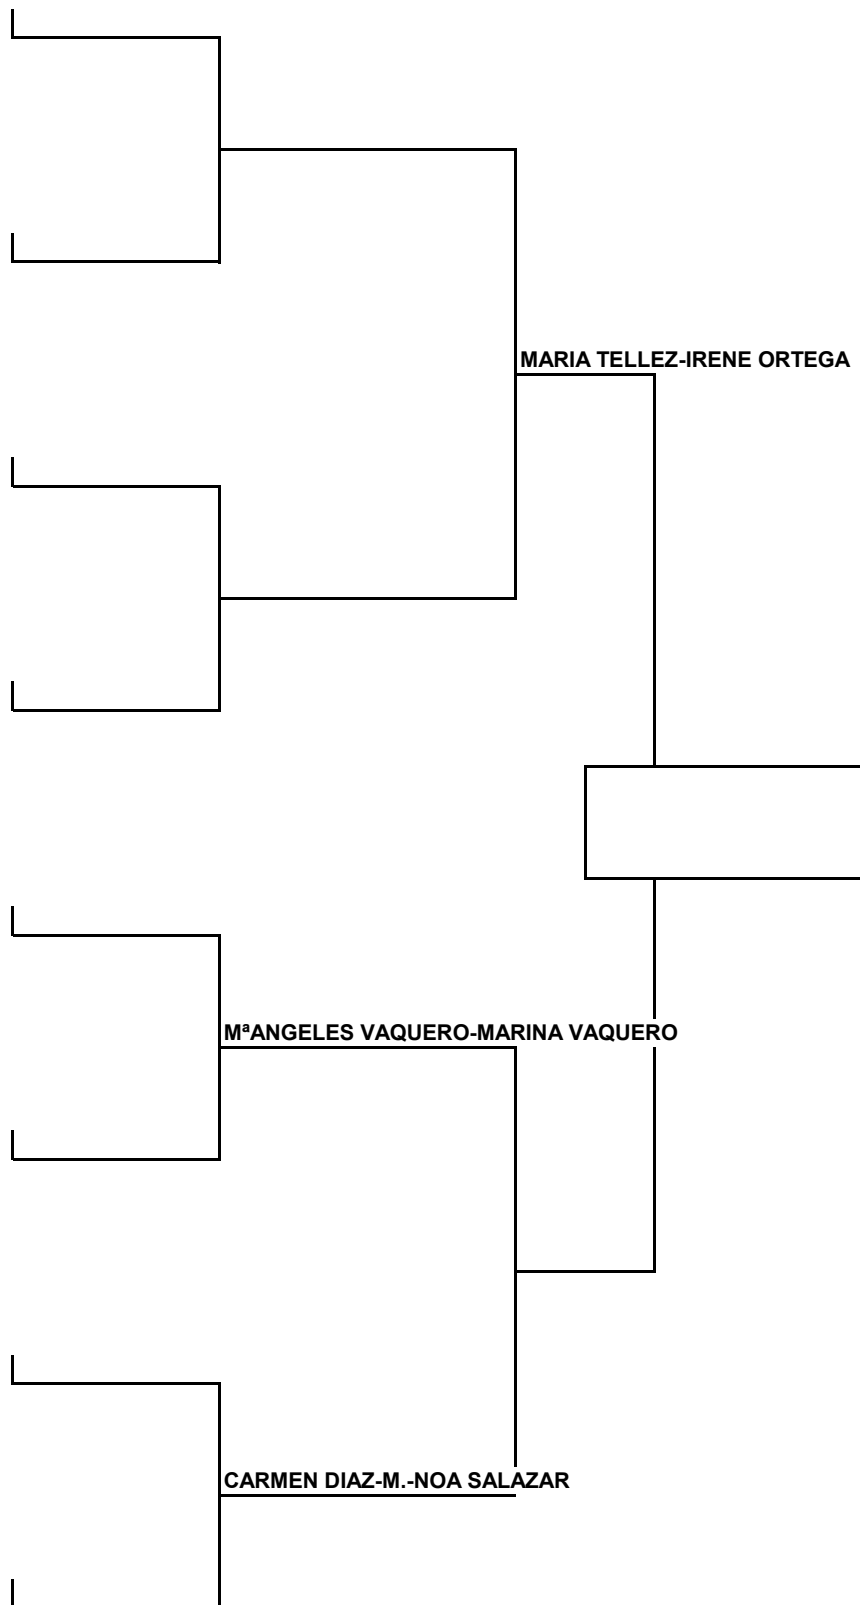 MARIA TELLEZ-IRENE ORTEGA
MªANGELES VAQUERO-MARINA VAQUERO
CARMEN DIAZ-M.-NOA SALAZAR